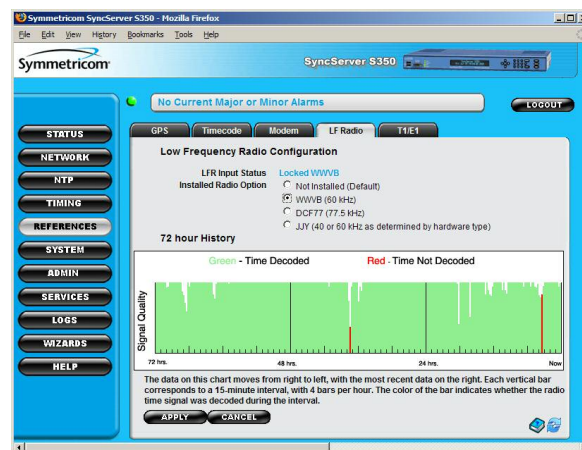 Symmetricom SyncServer S350 - Mozilla Firefox
File Edit View History Bookmarks Tools Help
Symmetricom
SyncServer S350
No Current Major or Minor Alarms
LOGOUT
STATUS
NETWORK
NTP
TIMING
REFERENCES
SYSTEM
ADMIN
SERVICES
LOGS
WIZARDS
HELP
GPS Timecode Modem LF Radio T1/E1
Low Frequency Radio Configuration
LFR Input Status Locked WWVB
Installed Radio Option Not Installed (Default)
WWVB (60 kHz)
DCF77 (77.5 kHz)
JJY (40 or 60 kHz as determined by hardware type)
72 hour History
Green - Time Decoded Red - Time Not Decoded
Signal Quality
72 hrs. 48 hrs. 24 hrs. Now
The data on this chart moves from right to left, with the most recent data on the right. Each vertical bar
corresponds to a 15-minute interval, with 4 bars per hour. The color of the bar indicates whether the radio
time signal was decoded during the interval.
APPLY CANCEL